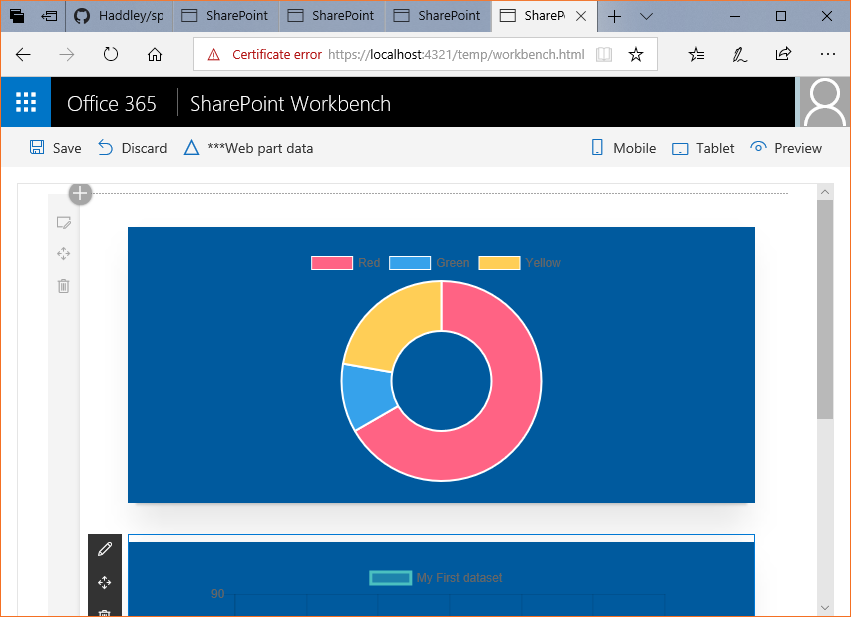 Haddley/sp
SharePoint
SharePoint
SharePoint
SharePo
Certificate error https://localhost:4321/temp/workbench.html
Office 365 SharePoint Workbench
Save Discard ***Web part data Mobile Tablet Preview
Red Green Yellow
My First dataset
90